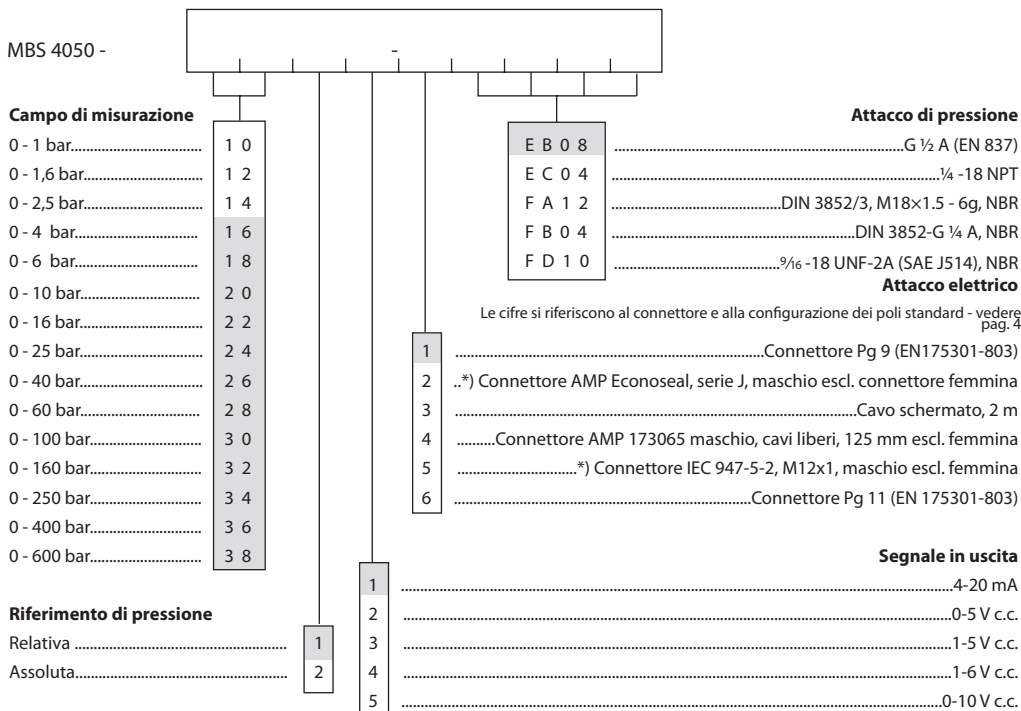 MBS 4050 - -
Campo di misurazione
0 - 1 bar 1 0
0 - 1,6 bar 1 2
0 - 2,5 bar 1 4
0 - 4 bar 1 6
0 - 6 bar 1 8
0 - 10 bar 2 0
0 - 16 bar 2 2
0 - 25 bar 2 4
0 - 40 bar 2 6
0 - 60 bar 2 8
0 - 100 bar 3 0
0 - 160 bar 3 2
0 - 250 bar 3 4
0 - 400 bar 3 6
0 - 600 bar 3 8
Riferimento di pressione
Relativa 1
Assoluta 2
Attacco di pressione
E B 0 8 G ½ A (EN 837)
E C 0 4 ¼ -18 NPT
F A 1 2 DIN 3852/3, M18×1.5 - 6g, NBR
F B 0 4 DIN 3852-G ¼ A, NBR
F D 1 0 9⁄16 -18 UNF-2A (SAE J514), NBR
Attacco elettrico
Le cifre si riferiscono al connettore e alla configurazione dei poli standard - vedere
pag. 4
1 Connettore Pg 9 (EN175301-803)
2 *) Connettore AMP Econoseal, serie J, maschio escl. connettore femmina
3 Cavo schermato, 2 m
4 Connettore AMP 173065 maschio, cavi liberi, 125 mm escl. femmina
5 *) Connettore IEC 947-5-2, M12x1, maschio escl. femmina
6 Connettore Pg 11 (EN 175301-803)
Segnale in uscita
1 4-20 mA
2 0-5 V c.c.
3 1-5 V c.c.
4 1-6 V c.c.
5 0-10 V c.c.